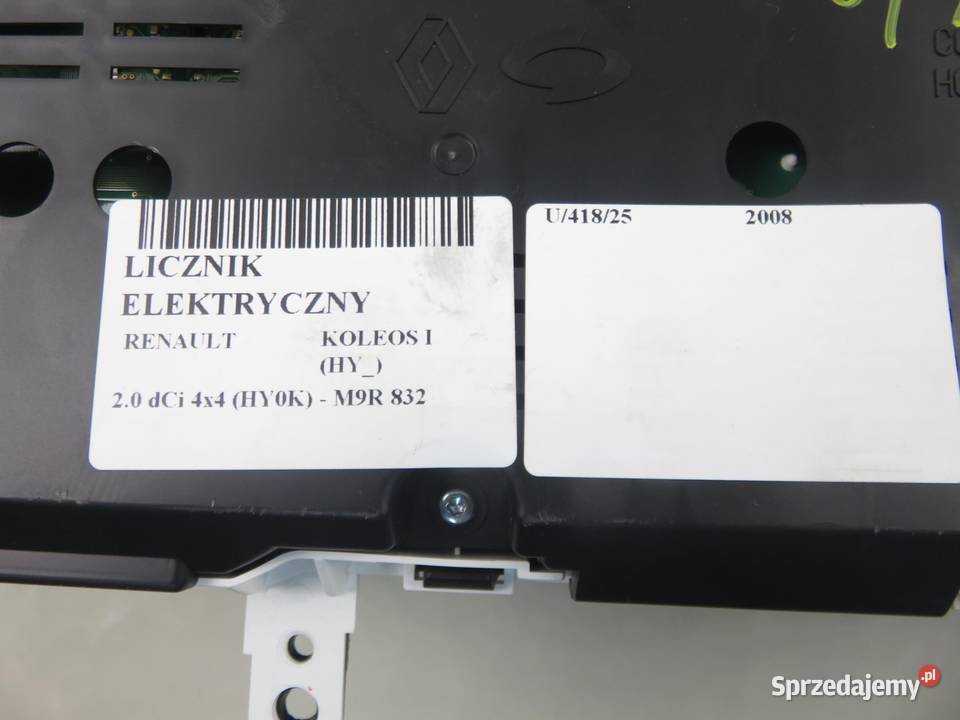 LICZNIK
ELEKTRYCZNY
RENAULT KOLEOS I
(HY_)
2.0 dCi 4x4 (HY0K) - M9R 832
U/418/25 2008
Sprzedajemy.pl